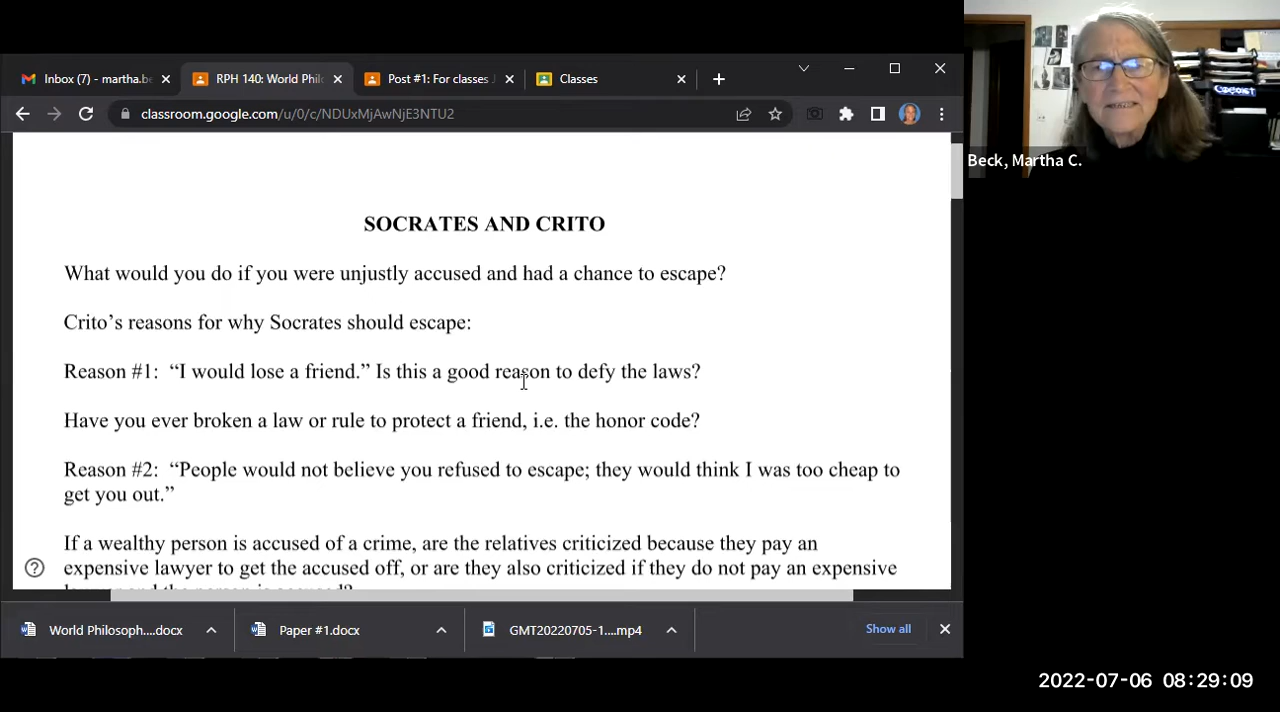 Inbox (7) - martha.be
RPH 140: World Phil
Post #1: For classes
Classes
classroom.google.com/u/0/c/NDUxMjAwNjE3NTU2
Beck, Martha C.
SOCRATES AND CRITO
What would you do if you were unjustly accused and had a chance to escape?
Crito’s reasons for why Socrates should escape:
Reason #1:  “I would lose a friend.” Is this a good reason to defy the laws?
Have you ever broken a law or rule to protect a friend, i.e. the honor code?
Reason #2:  “People would not believe you refused to escape; they would think I was too cheap to
get you out.”
If a wealthy person is accused of a crime, are the relatives criticized because they pay an
expensive lawyer to get the accused off, or are they also criticized if they do not pay an expensive
World Philosoph....docx
Paper #1.docx
GMT20220705-1....mp4
Show all
2022-07-06 08:29:09